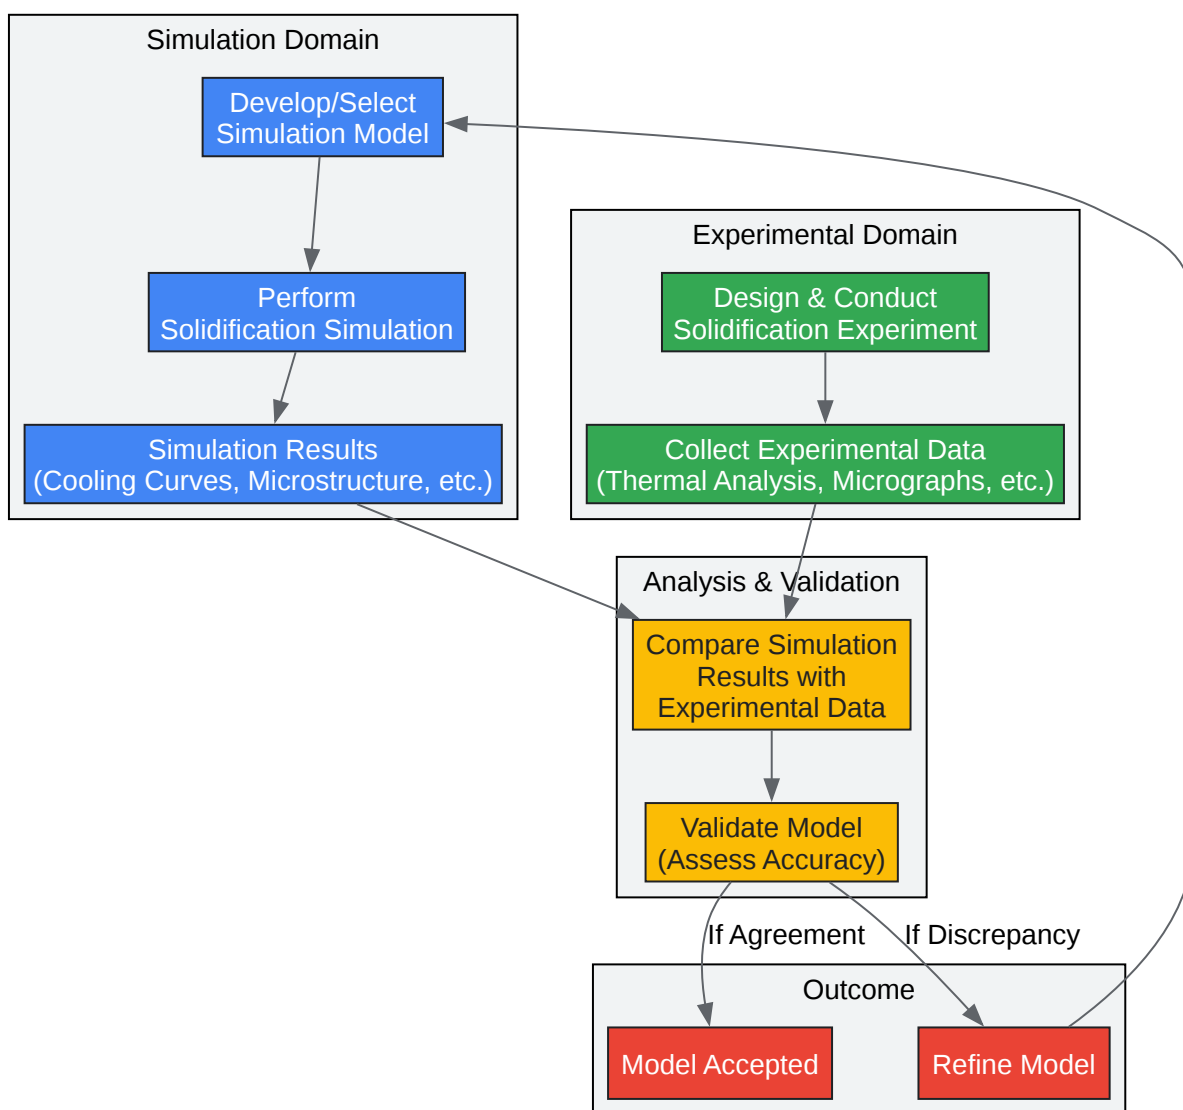 Simulation Domain
Develop/Select
Simulation Model
Perform
Solidification Simulation
Simulation Results
(Cooling Curves, Microstructure, etc.)
Experimental Domain
Design & Conduct
Solidification Experiment
Collect Experimental Data
(Thermal Analysis, Micrographs, etc.)
Analysis & Validation
Compare Simulation
Results with
Experimental Data
Validate Model
(Assess Accuracy)
If Agreement
If Discrepancy
Outcome
Model Accepted
Refine Model